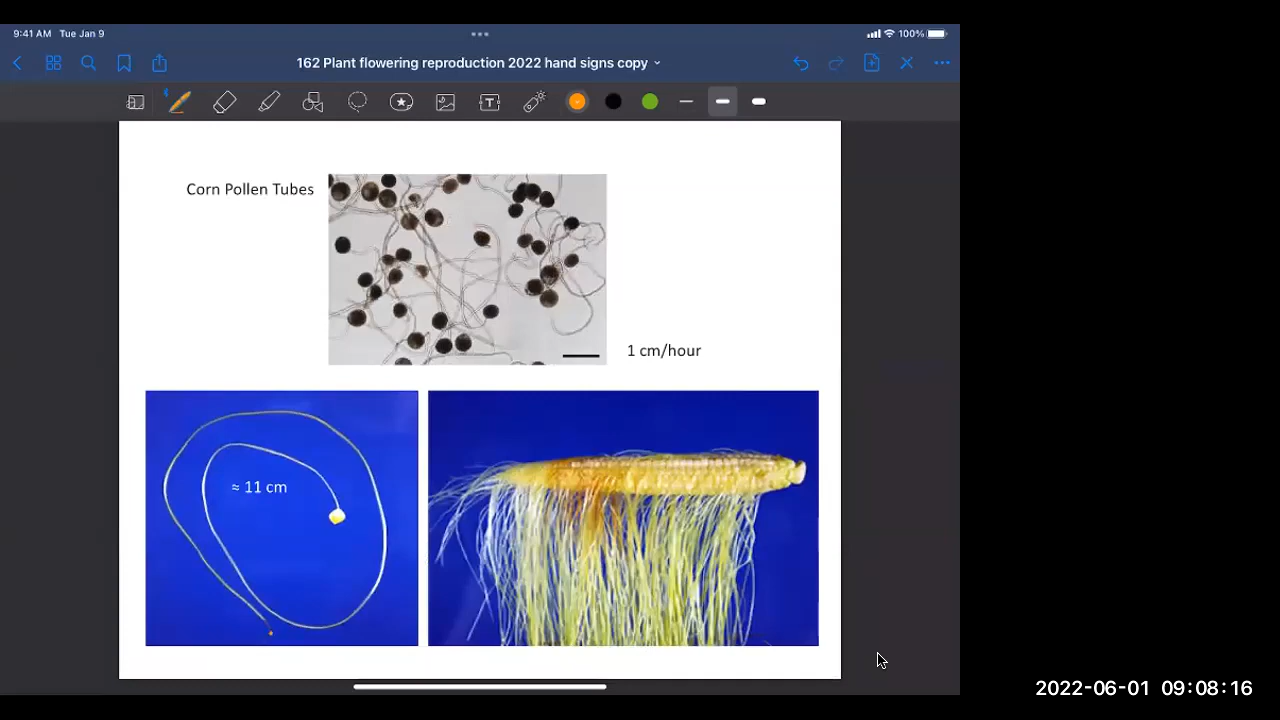 9:41 AM Tue Jan 9
100%
162 Plant flowering reproduction 2022 hand signs copy
T
Corn Pollen Tubes
1 cm/hour
≈ 11 cm
2022-06-01 09:08:16